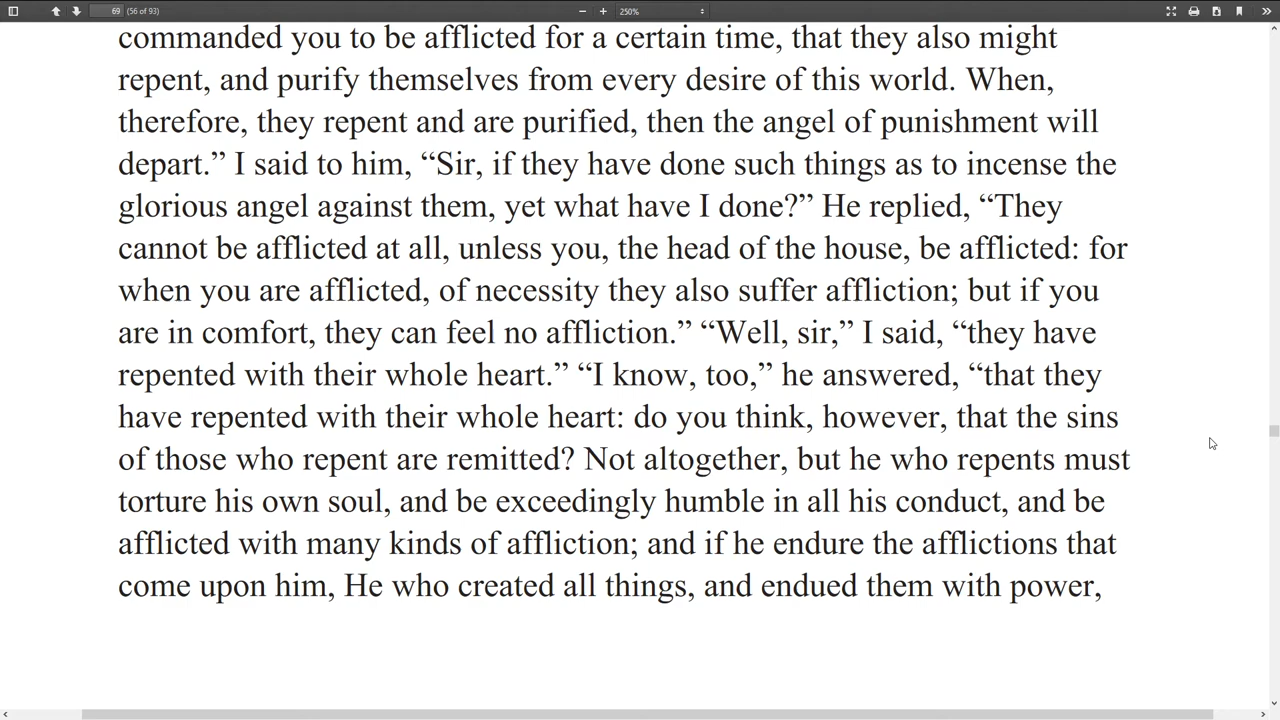 69 (56 of 93) 250%
commanded you to be afflicted for a certain time, that they also might
repent, and purify themselves from every desire of this world. When,
therefore, they repent and are purified, then the angel of punishment will
depart.” I said to him, “Sir, if they have done such things as to incense the
glorious angel against them, yet what have I done?” He replied, “They
cannot be afflicted at all, unless you, the head of the house, be afflicted: for
when you are afflicted, of necessity they also suffer affliction; but if you
are in comfort, they can feel no affliction.” “Well, sir,” I said, “they have
repented with their whole heart.” “I know, too,” he answered, “that they
have repented with their whole heart: do you think, however, that the sins
of those who repent are remitted? Not altogether, but he who repents must
torture his own soul, and be exceedingly humble in all his conduct, and be
afflicted with many kinds of affliction; and if he endure the afflictions that
come upon him, He who created all things, and endued them with power,